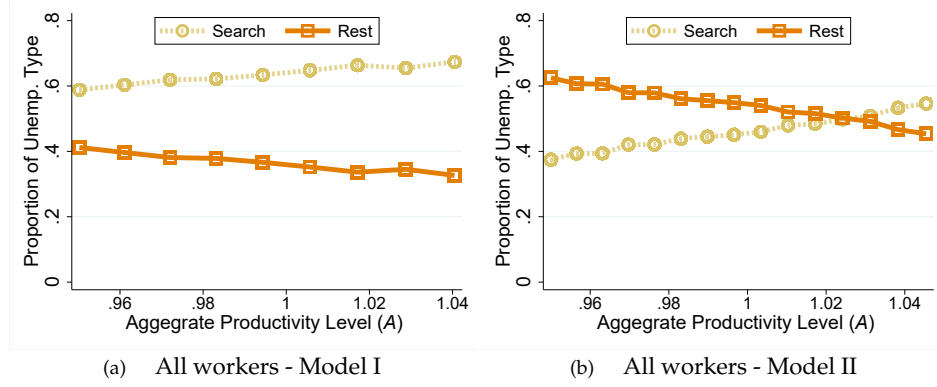 Proportion of Unemp. Type
0 .2 .4 .6 .8
Search Rest
.96 .98 1 1.02 1.04
Aggegrate Productivity Level (A)
(a) All workers - Model I
Proportion of Unemp. Type
0 .2 .4 .6 .8
Search Rest
.96 .98 1 1.02 1.04
Aggegrate Productivity Level (A)
(b) All workers - Model II